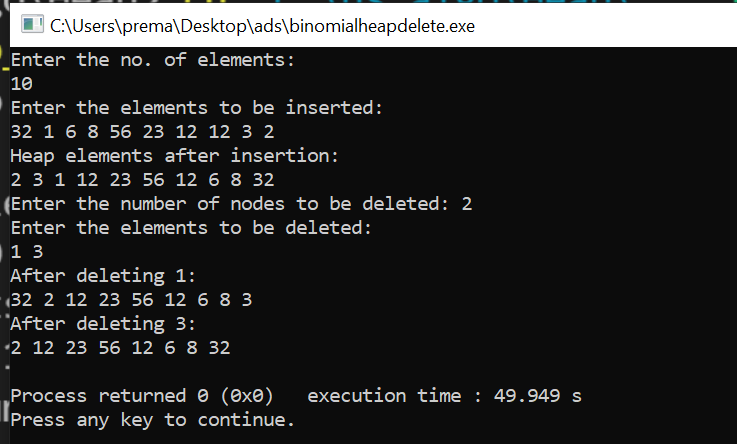 C:\Users\prema\Desktop\ads\binomialheapdelete.exe
Enter the no. of elements:
10
Enter the elements to be inserted:
32 1 6 8 56 23 12 12 3 2
Heap elements after insertion:
2 3 1 12 23 56 12 6 8 32
Enter the number of nodes to be deleted: 2
Enter the elements to be deleted:
1 3
After deleting 1:
32 2 12 23 56 12 6 8 3
After deleting 3:
2 12 23 56 12 6 8 32
Process returned 0 (0x0)   execution time : 49.949 s
Press any key to continue.